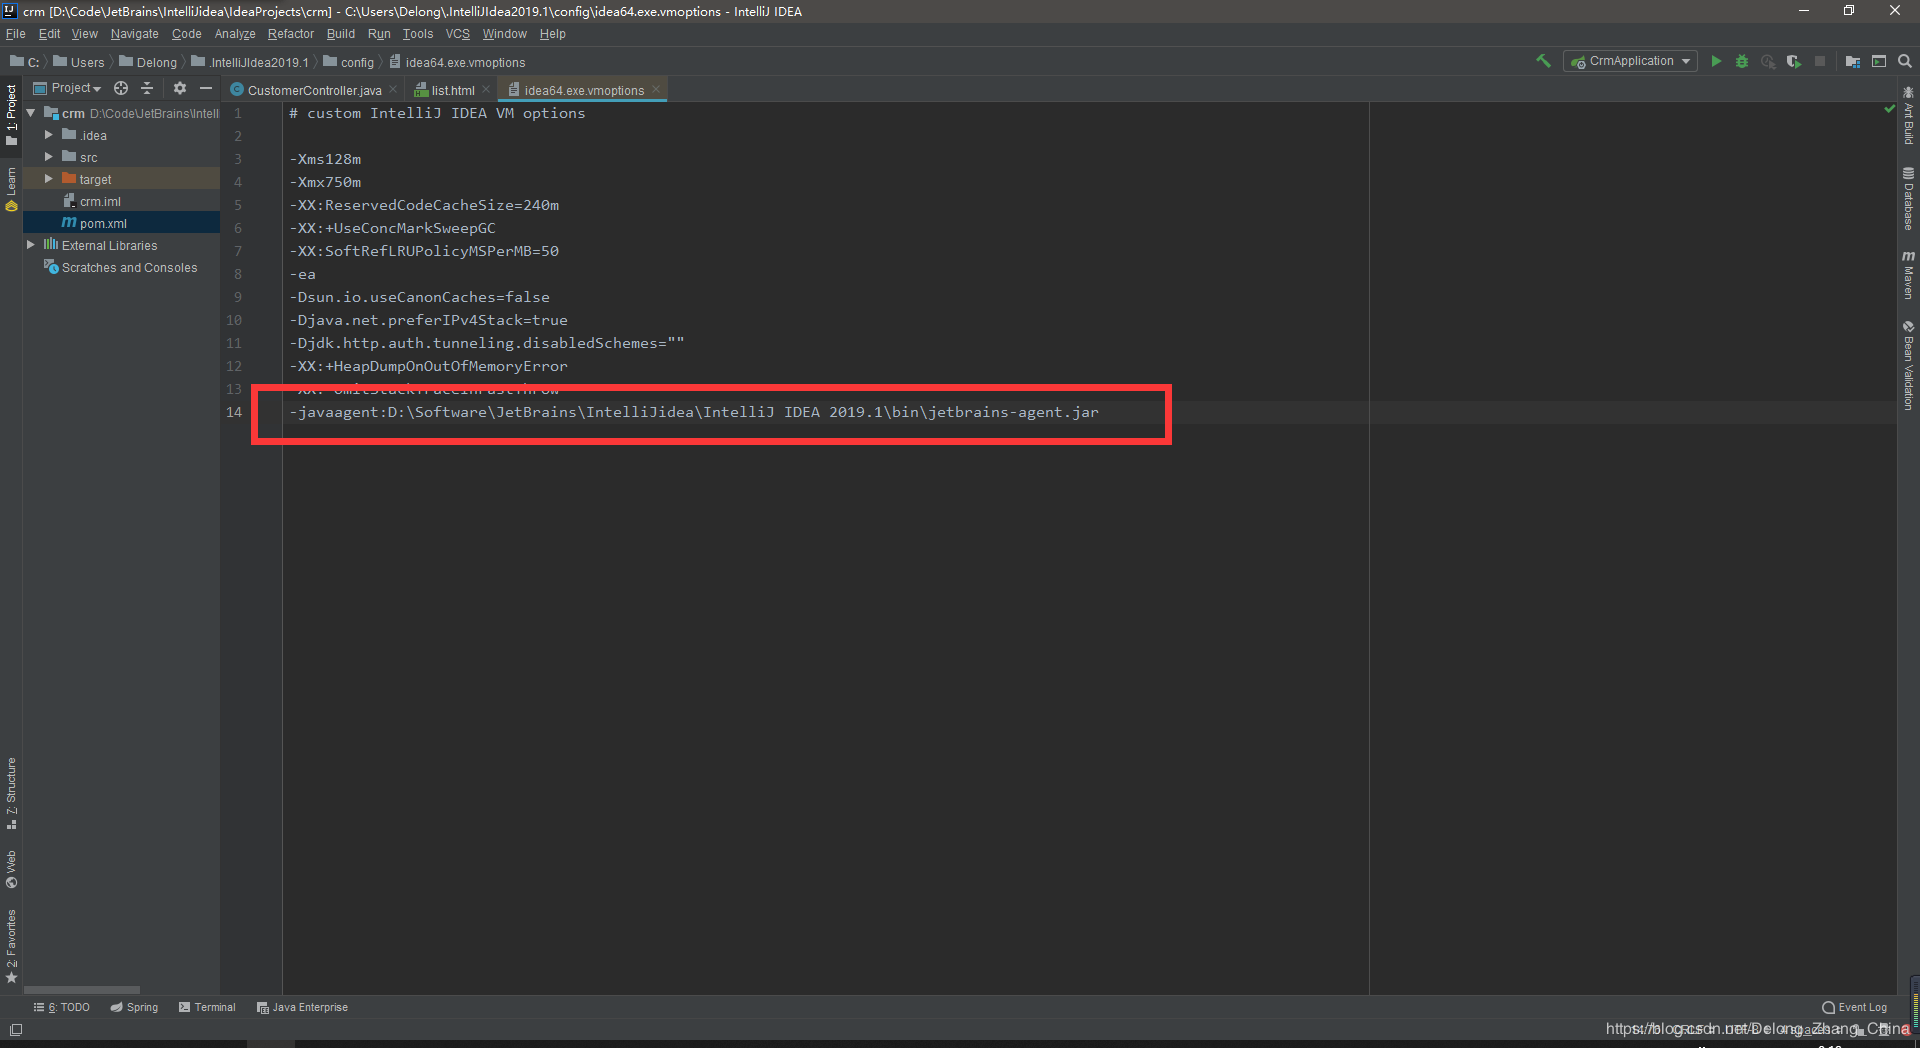 crm [D:\Code\JetBrains\IntelliJidea\IdeaProjects\crm] - C:\Users\Delong\.IntelliJIdea2019.1\config\idea64.exe.vmoptions - IntelliJ IDEA
File Edit View Navigate Code Analyze Refactor Build Run Tools VCS Window Help
C: Users Delong .IntelliJIdea2019.1 config idea64.exe.vmoptions
CrmApplication
Project
CustomerController.java
list.html
idea64.exe.vmoptions
crm D:\Code\JetBrains\Intell
.idea
src
target
crm.iml
pom.xml
External Libraries
Scratches and Consoles
1: Project
Learn
7: Structure
Web
2: Favorites
1 # custom IntelliJ IDEA VM options
2
3 -Xms128m
4 -Xmx750m
5 -XX:ReservedCodeCacheSize=240m
6 -XX:+UseConcMarkSweepGC
7 -XX:SoftRefLRUPolicyMSPerMB=50
8 -ea
9 -Dsun.io.useCanonCaches=false
10 -Djava.net.preferIPv4Stack=true
11 -Djdk.http.auth.tunneling.disabledSchemes=""
12 -XX:+HeapDumpOnOutOfMemoryError
13 -XX:-OmitStackTraceInFastThrow
14 -javaagent:D:\Software\JetBrains\IntelliJidea\IntelliJ IDEA 2019.1\bin\jetbrains-agent.jar
Ant Build
Database
Maven
Bean Validation
6: TODO Spring Terminal Java Enterprise
Event Log
https://blog.csdn.net/Delong_Zhang_China